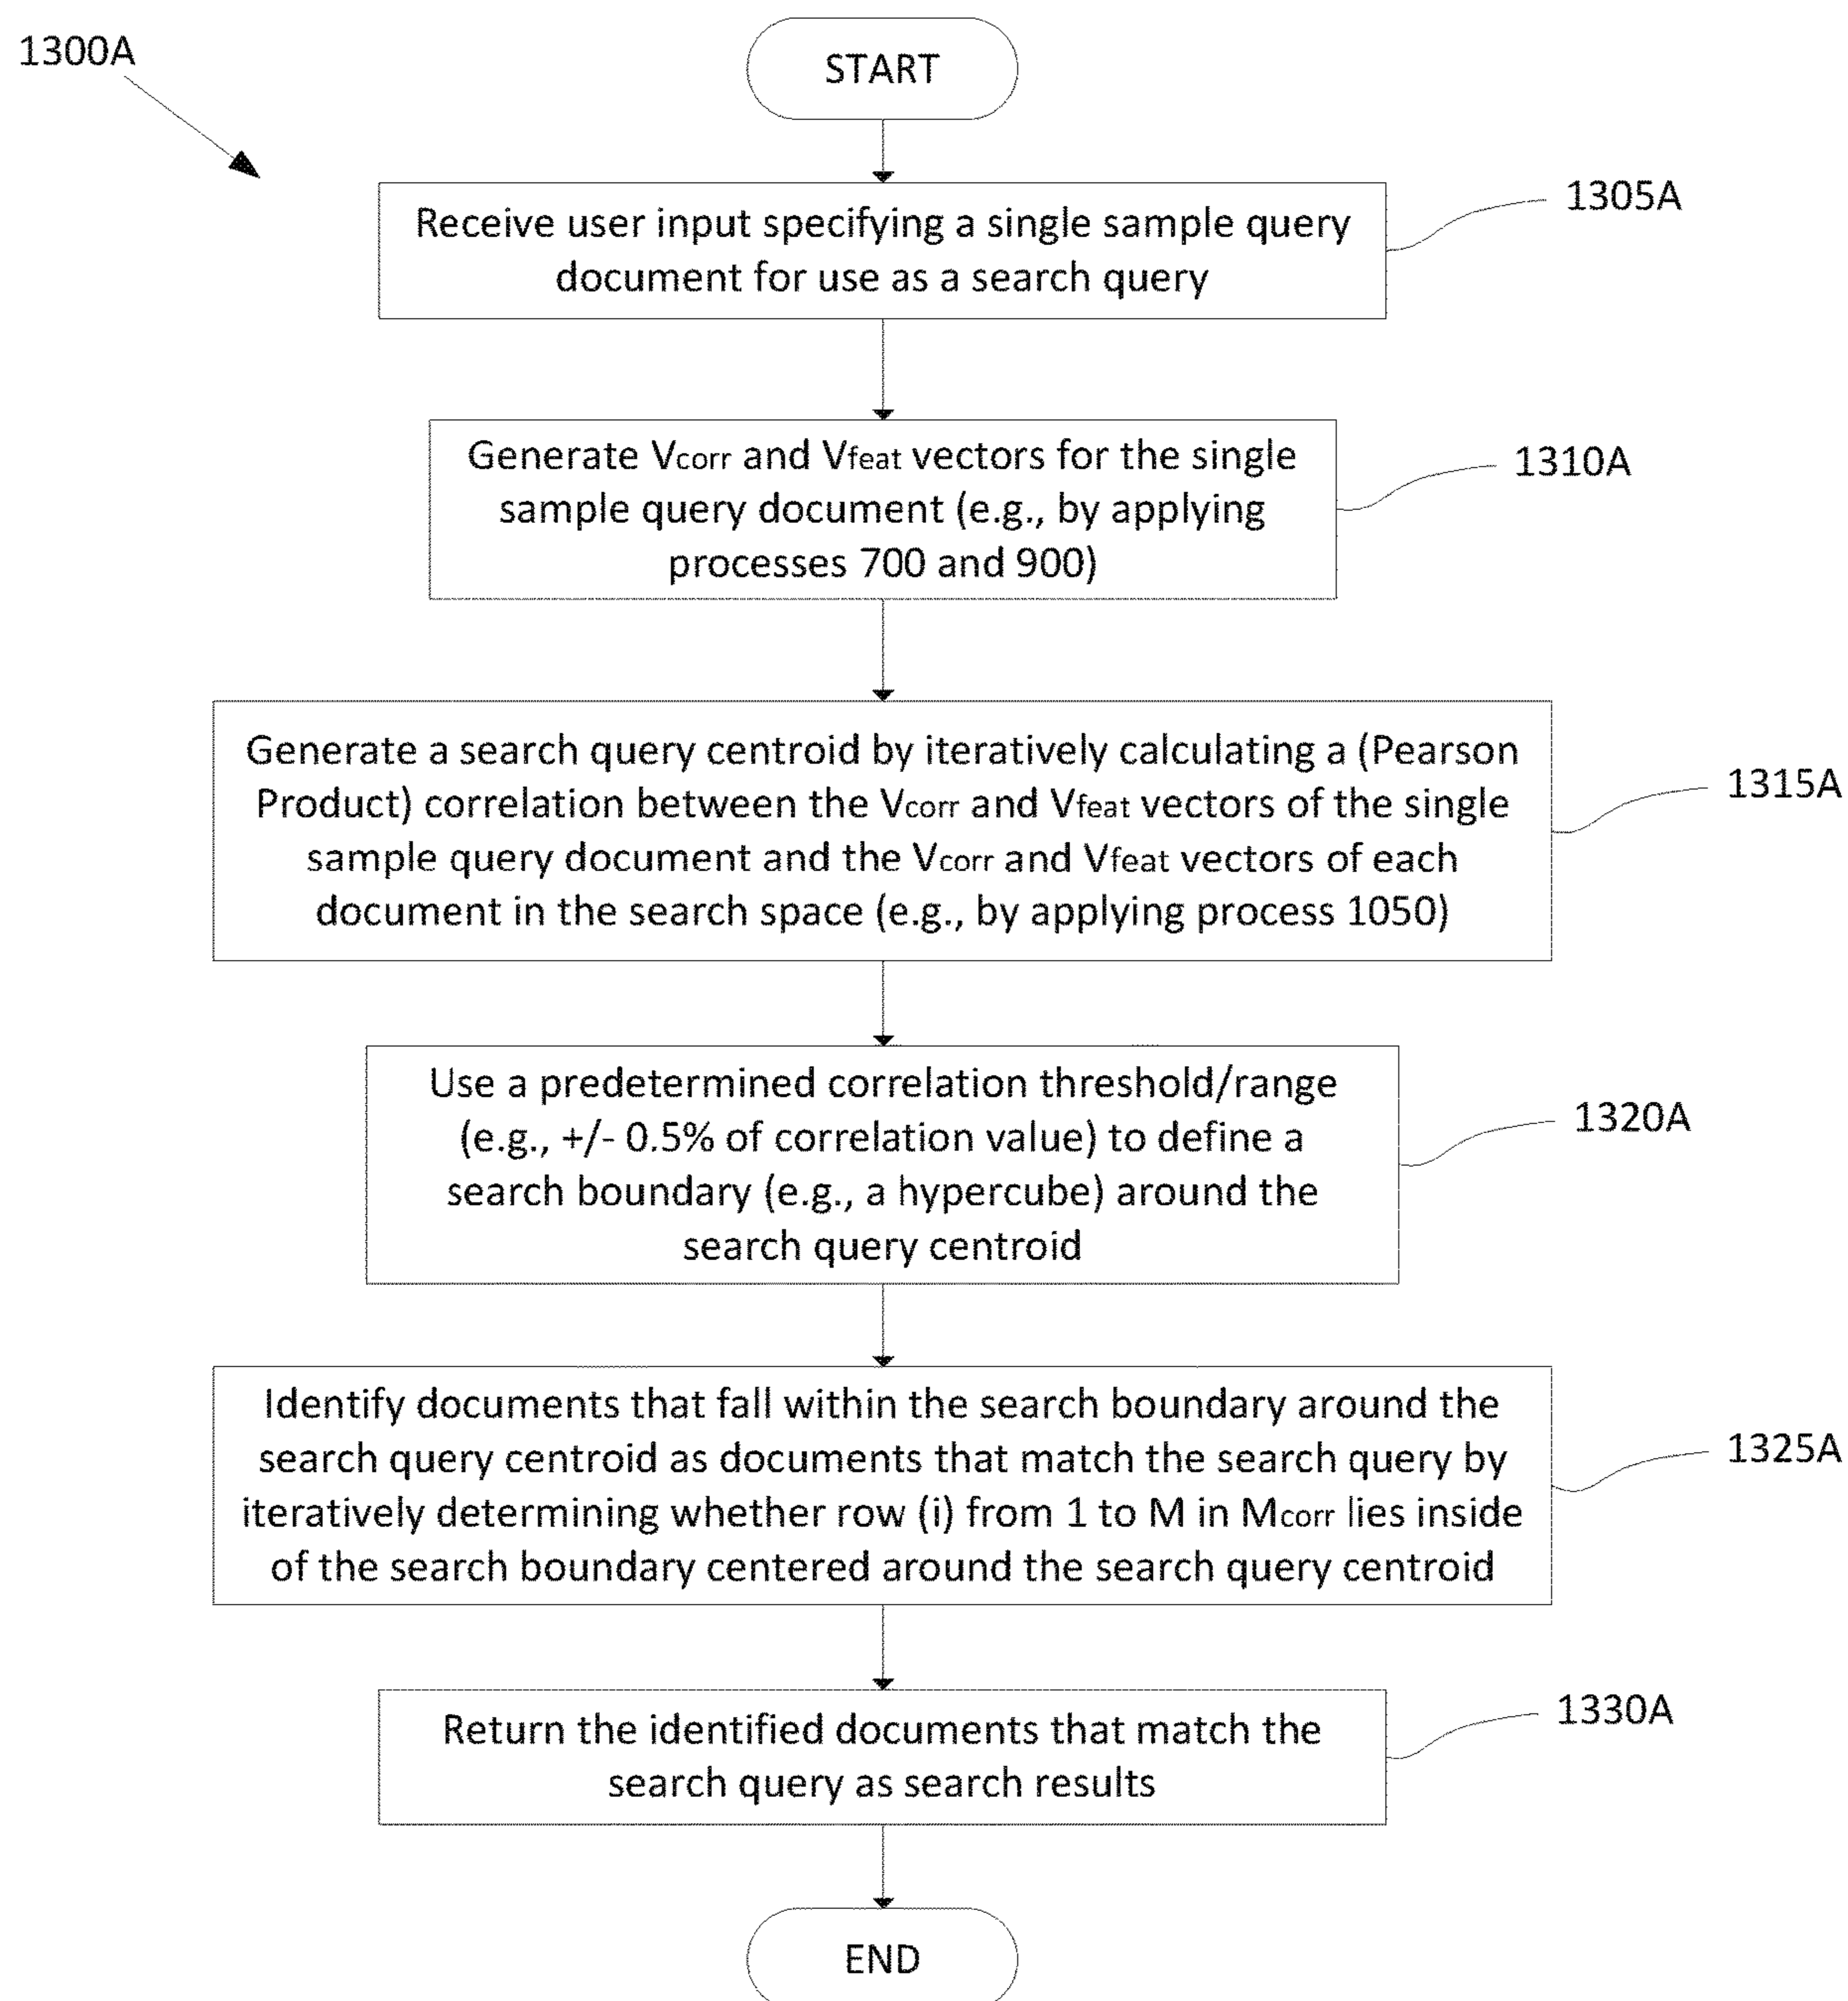 1300A
START
Receive user input specifying a single sample query
document for use as a search query
1305A
Generate Vcorr and Vfeat vectors for the single
sample query document (e.g., by applying
processes 700 and 900)
1310A
Generate a search query centroid by iteratively calculating a (Pearson
Product) correlation between the Vcorr and Vfeat vectors of the single
sample query document and the Vcorr and Vfeat vectors of each
document in the search space (e.g., by applying process 1050)
1315A
Use a predetermined correlation threshold/range
(e.g., +/- 0.5% of correlation value) to define a
search boundary (e.g., a hypercube) around the
search query centroid
1320A
Identify documents that fall within the search boundary around the
search query centroid as documents that match the search query by
iteratively determining whether row (i) from 1 to M in Mcorr lies inside
of the search boundary centered around the search query centroid
1325A
Return the identified documents that match the
search query as search results
1330A
END